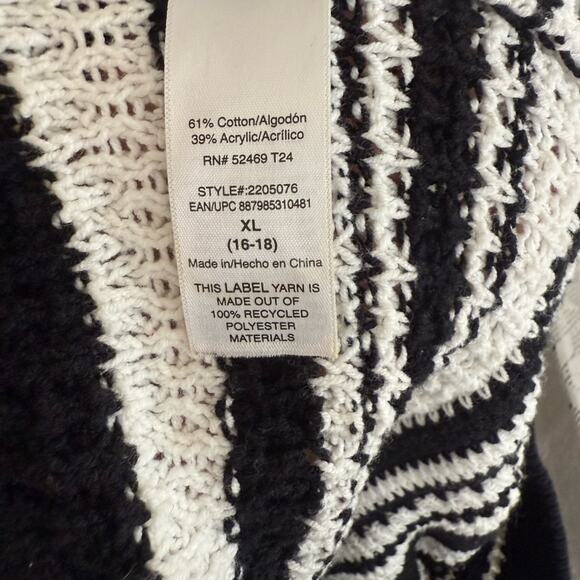 61% Cotton/Algodón
39% Acrylic/Acrílico
RN# 52469 T24
STYLE#:2205076
EAN/UPC 887985310481
XL
(16-18)
Made in/Hecho en China
THIS LABEL YARN IS
MADE OUT OF
100% RECYCLED
POLYESTER
MATERIALS